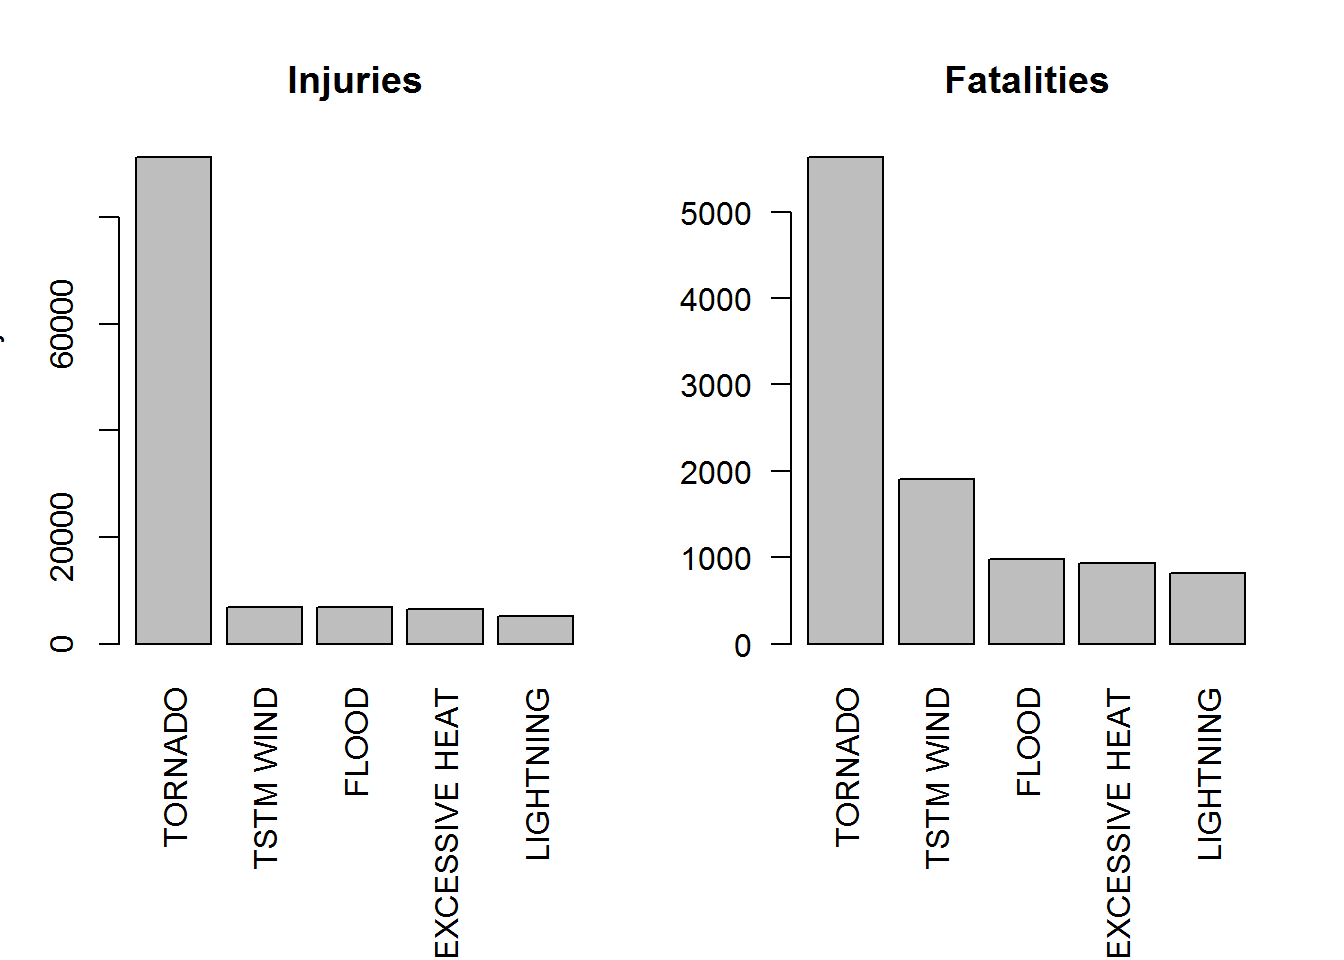 Injuries
60000
20000
0
TORNADO
TSTM WIND
FLOOD
EXCESSIVE HEAT
LIGHTNING
Fatalities
5000
4000
3000
2000
1000
0
TORNADO
TSTM WIND
FLOOD
EXCESSIVE HEAT
LIGHTNING